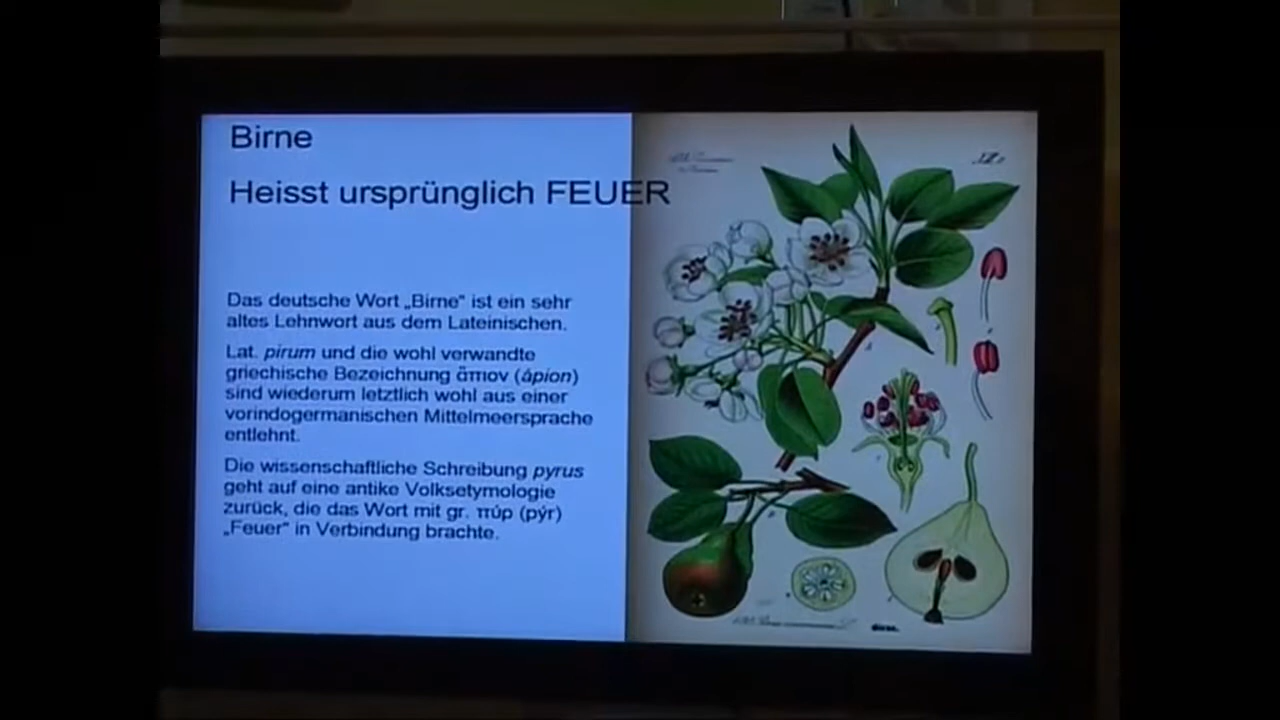 Birne
Heisst ursprünglich FEUER
Das deutsche Wort „Birne" ist ein sehr
altes Lehnwort aus dem Lateinischen.
Lat. pirum und die wohl verwandte
griechische Bezeichnung ἄπιον (ápion)
sind wiederum letztlich wohl aus einer
vorindogermanischen Mittelmeersprache
entlehnt.
Die wissenschaftliche Schreibung pyrus
geht auf eine antike Volksetymologie
zurück, die das Wort mit gr. πύρ (pýr)
„Feuer" in Verbindung brachte.